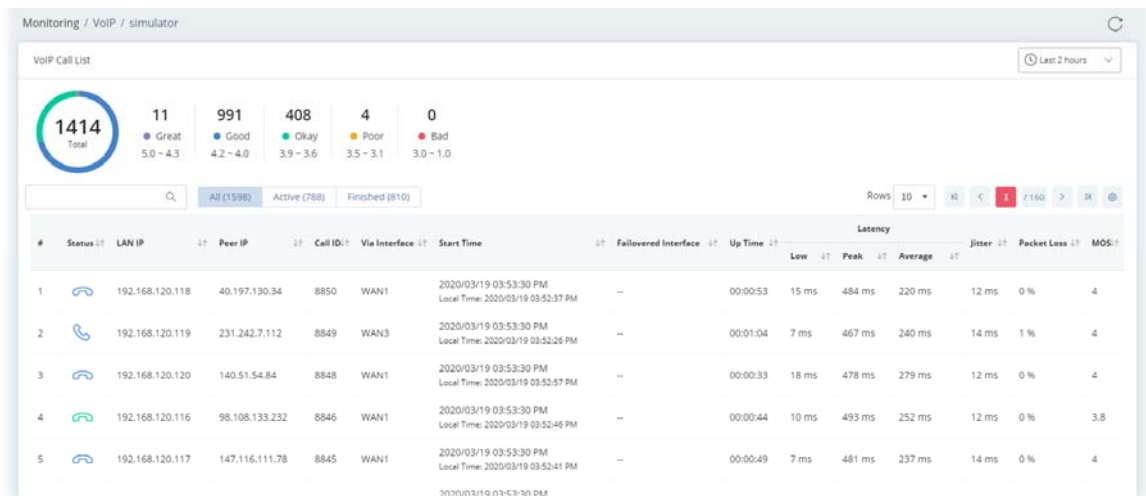 Monitoring / VoIP / simulator
VoIP Call List
Last 2 hours
1414
Total
11 991 408 4 0
Great Good Okay Poor Bad
5.0 ~ 4.3 4.2 ~ 4.0 3.9 ~ 3.6 3.5 ~ 3.1 3.0 ~ 1.0
All (1598) Active (788) Finished (810) Rows 10 1 / 160
Latency
# Status LAN IP Peer IP Call ID Via Interface Start Time Failovered Interface Up Time Jitter Packet Loss MOS
Low Peak Average
2020/03/19 03:53:30 PM
1 192.168.120.118 40.197.130.34 8850 WAN1 -- 00:00:53 15 ms 484 ms 220 ms 12 ms 0 % 4
Local Time: 2020/03/19 03:52:37 PM
2020/03/19 03:53:30 PM
2 192.168.120.119 231.242.7.112 8849 WAN3 -- 00:01:04 7 ms 467 ms 240 ms 14 ms 1 % 4
Local Time: 2020/03/19 03:52:26 PM
2020/03/19 03:53:30 PM
3 192.168.120.120 140.51.54.84 8848 WAN1 -- 00:00:33 18 ms 478 ms 279 ms 12 ms 0 % 4
Local Time: 2020/03/19 03:52:57 PM
2020/03/19 03:53:30 PM
4 192.168.120.116 98.108.133.232 8846 WAN1 -- 00:00:44 10 ms 493 ms 252 ms 12 ms 0 % 3.8
Local Time: 2020/03/19 03:52:46 PM
2020/03/19 03:53:30 PM
5 192.168.120.117 147.116.111.78 8845 WAN1 -- 00:00:49 7 ms 481 ms 237 ms 14 ms 0 % 4
Local Time: 2020/03/19 03:52:41 PM
2020/03/19 03:53:30 PM